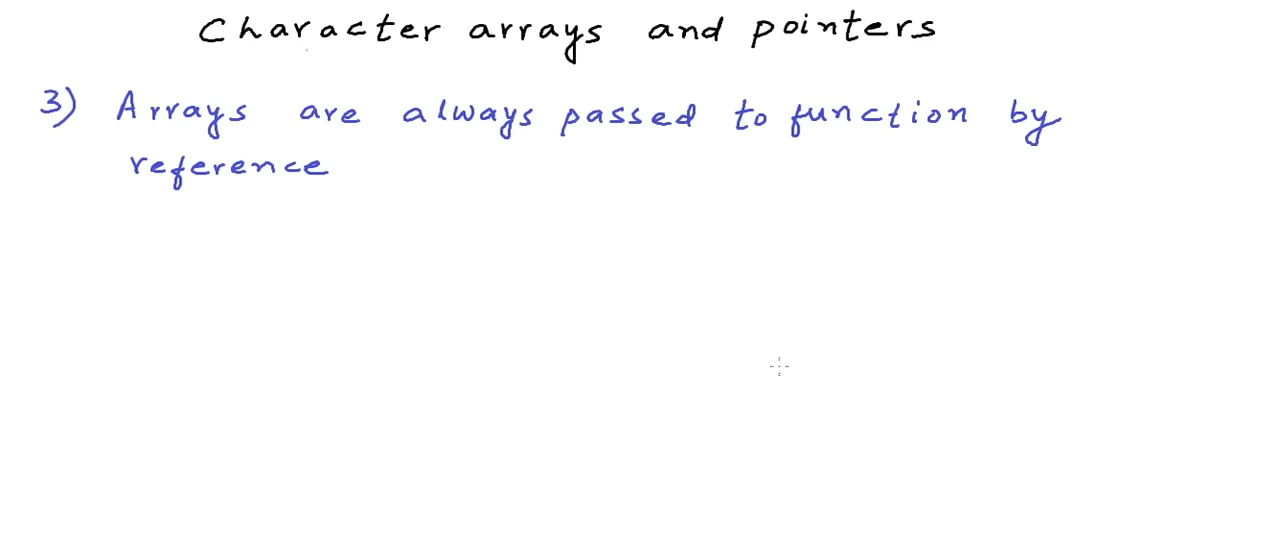 Character arrays and pointers
3) Arrays are always passed to function by
reference